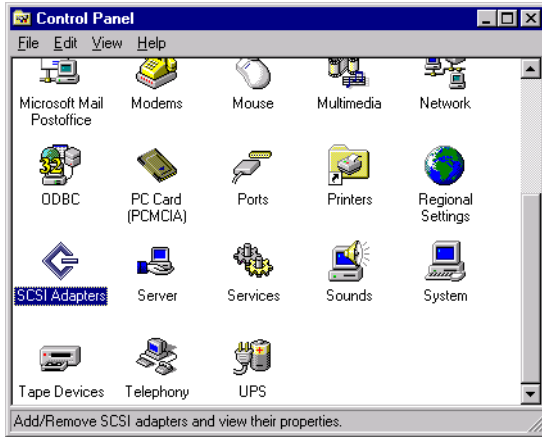 Control Panel
File Edit View Help
Microsoft Mail Postoffice
Modems
Mouse
Multimedia
Network
32
ODBC
PC Card (PCMCIA)
Ports
Printers
Regional Settings
SCSI Adapters
Server
Services
Sounds
System
Tape Devices
Telephony
UPS
Add/Remove SCSI adapters and view their properties.